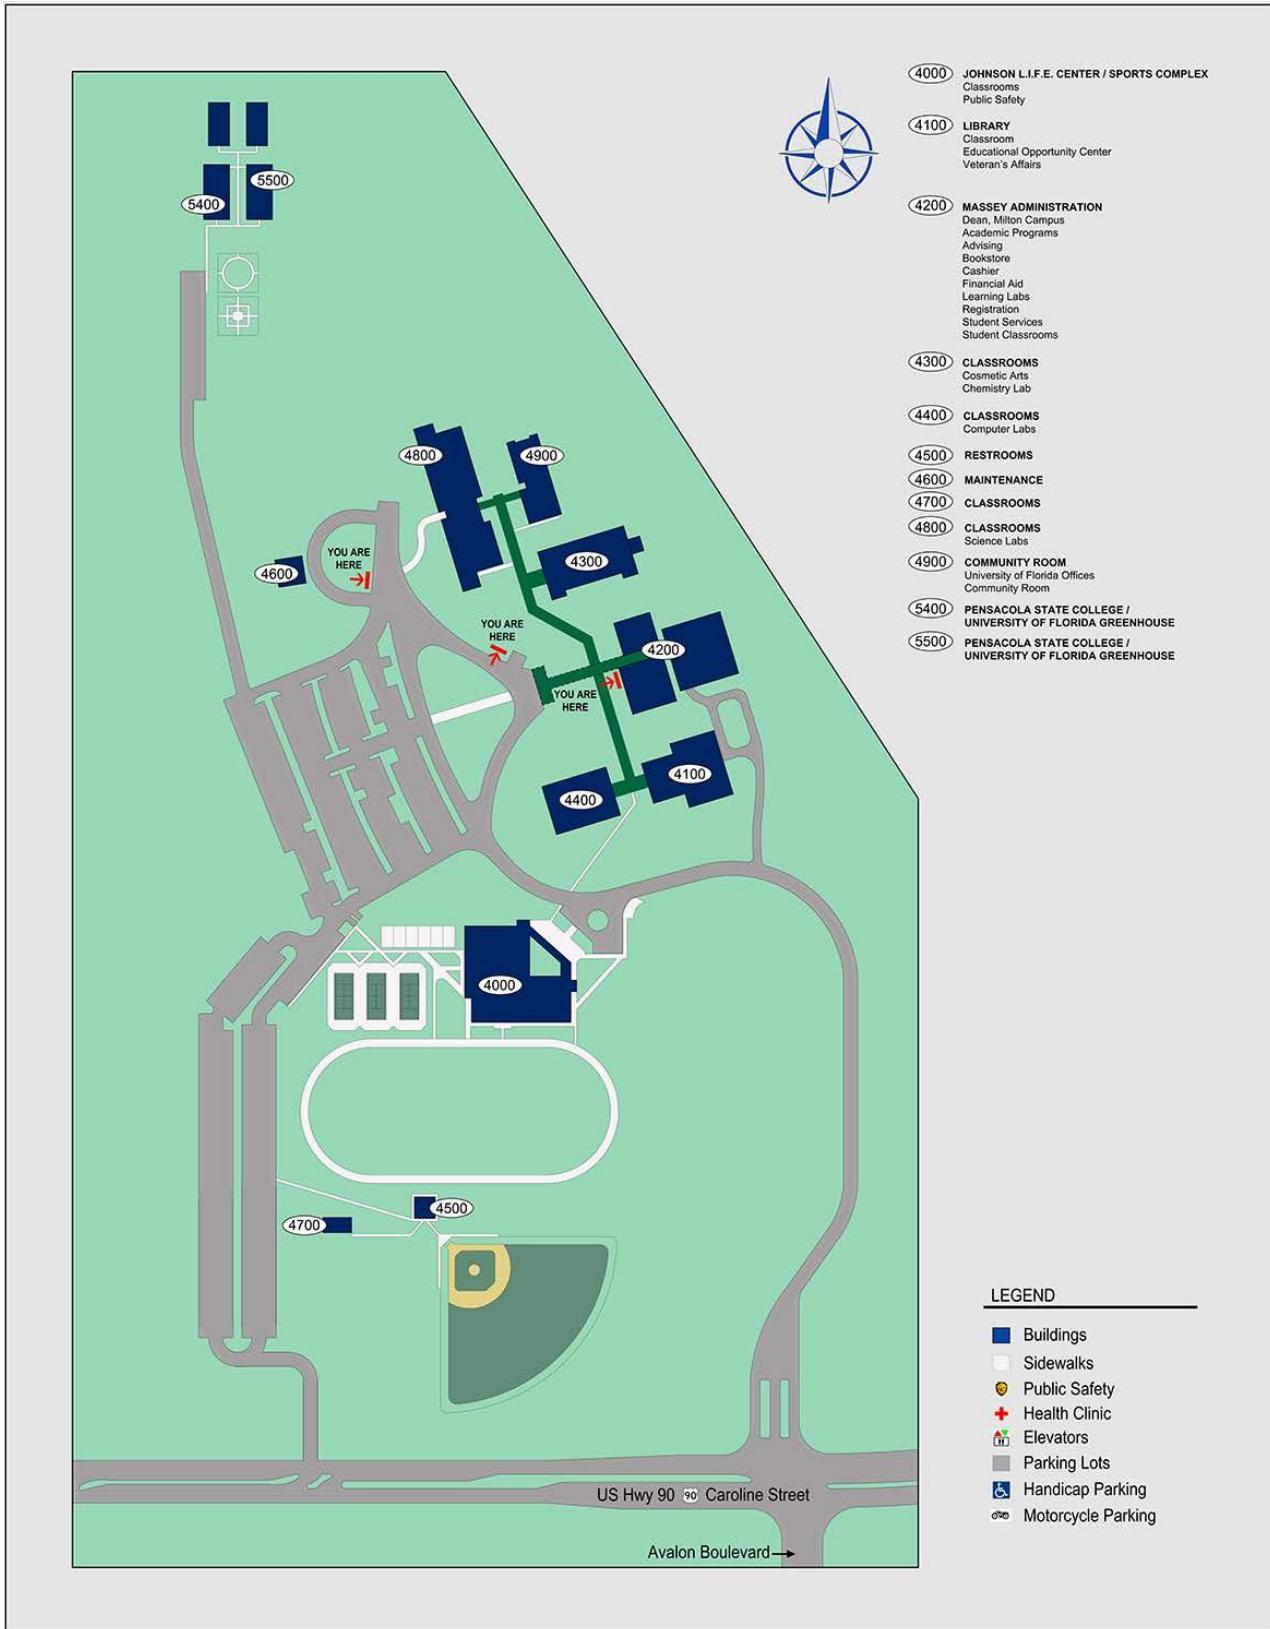 4000 JOHNSON L.I.F.E. CENTER / SPORTS COMPLEX
Classrooms
Public Safety
4100 LIBRARY
Classroom
Educational Opportunity Center
Veteran's Affairs
4200 MASSEY ADMINISTRATION
Dean, Milton Campus
Academic Programs
Advising
Bookstore
Cashier
Financial Aid
Learning Labs
Registration
Student Services
Student Classrooms
4300 CLASSROOMS
Cosmetic Arts
Chemistry Lab
4400 CLASSROOMS
Computer Labs
4500 RESTROOMS
4600 MAINTENANCE
4700 CLASSROOMS
4800 CLASSROOMS
Science Labs
4900 COMMUNITY ROOM
University of Florida Offices
Community Room
5400 PENSACOLA STATE COLLEGE /
UNIVERSITY OF FLORIDA GREENHOUSE
5500 PENSACOLA STATE COLLEGE /
UNIVERSITY OF FLORIDA GREENHOUSE
5500
5400
4800
4900
YOU ARE
HERE
4600
4300
YOU ARE
HERE
4200
YOU ARE
HERE
4100
4400
4000
4500
4700
US Hwy 90 90 Caroline Street
Avalon Boulevard
LEGEND
Buildings
Sidewalks
Public Safety
Health Clinic
Elevators
Parking Lots
Handicap Parking
Motorcycle Parking